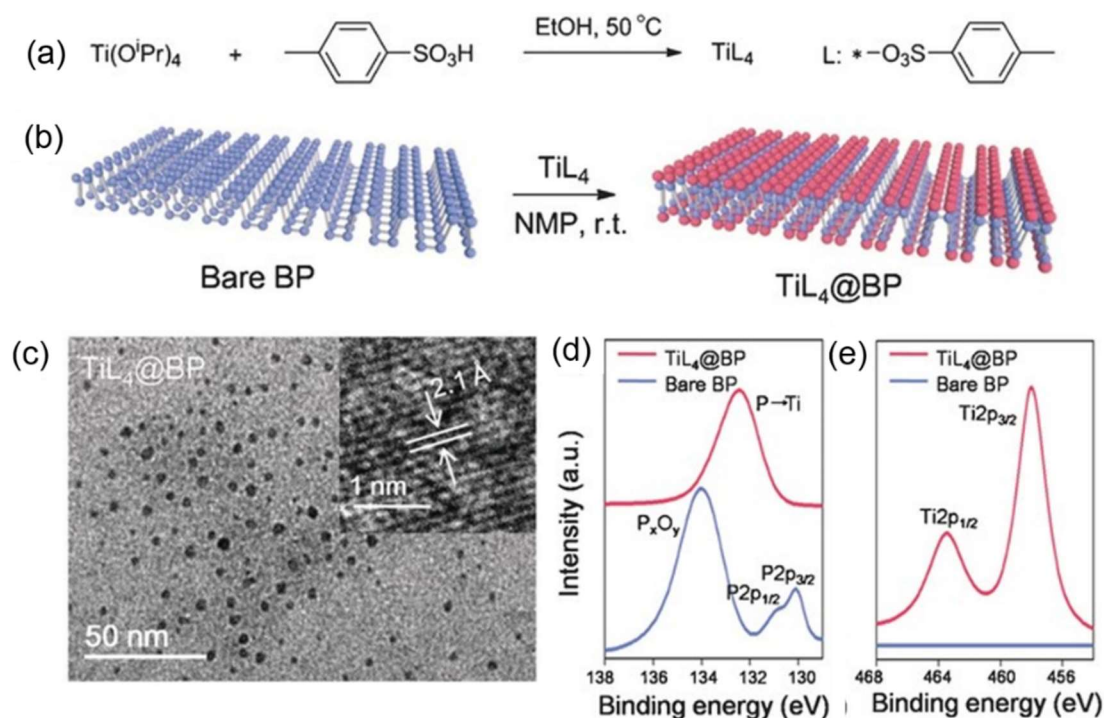 (a) Ti(OⁱPr)₄ + SO₃H EtOH, 50 °C TiL₄ L: * O₃S
(b) TiL₄
NMP, r.t.
Bare BP TiL₄@BP
(c) TiL₄@BP
2.1 Å
1 nm
50 nm
(d) TiL₄@BP
Bare BP
P→Ti
PₓOᵧ
P2p₁/₂
P2p₃/₂
Intensity (a.u.)
138 136 134 132 130
Binding energy (eV)
(e) TiL₄@BP
Bare BP
Ti2p₃/₂
Ti2p₁/₂
468 464 460 456
Binding energy (eV)